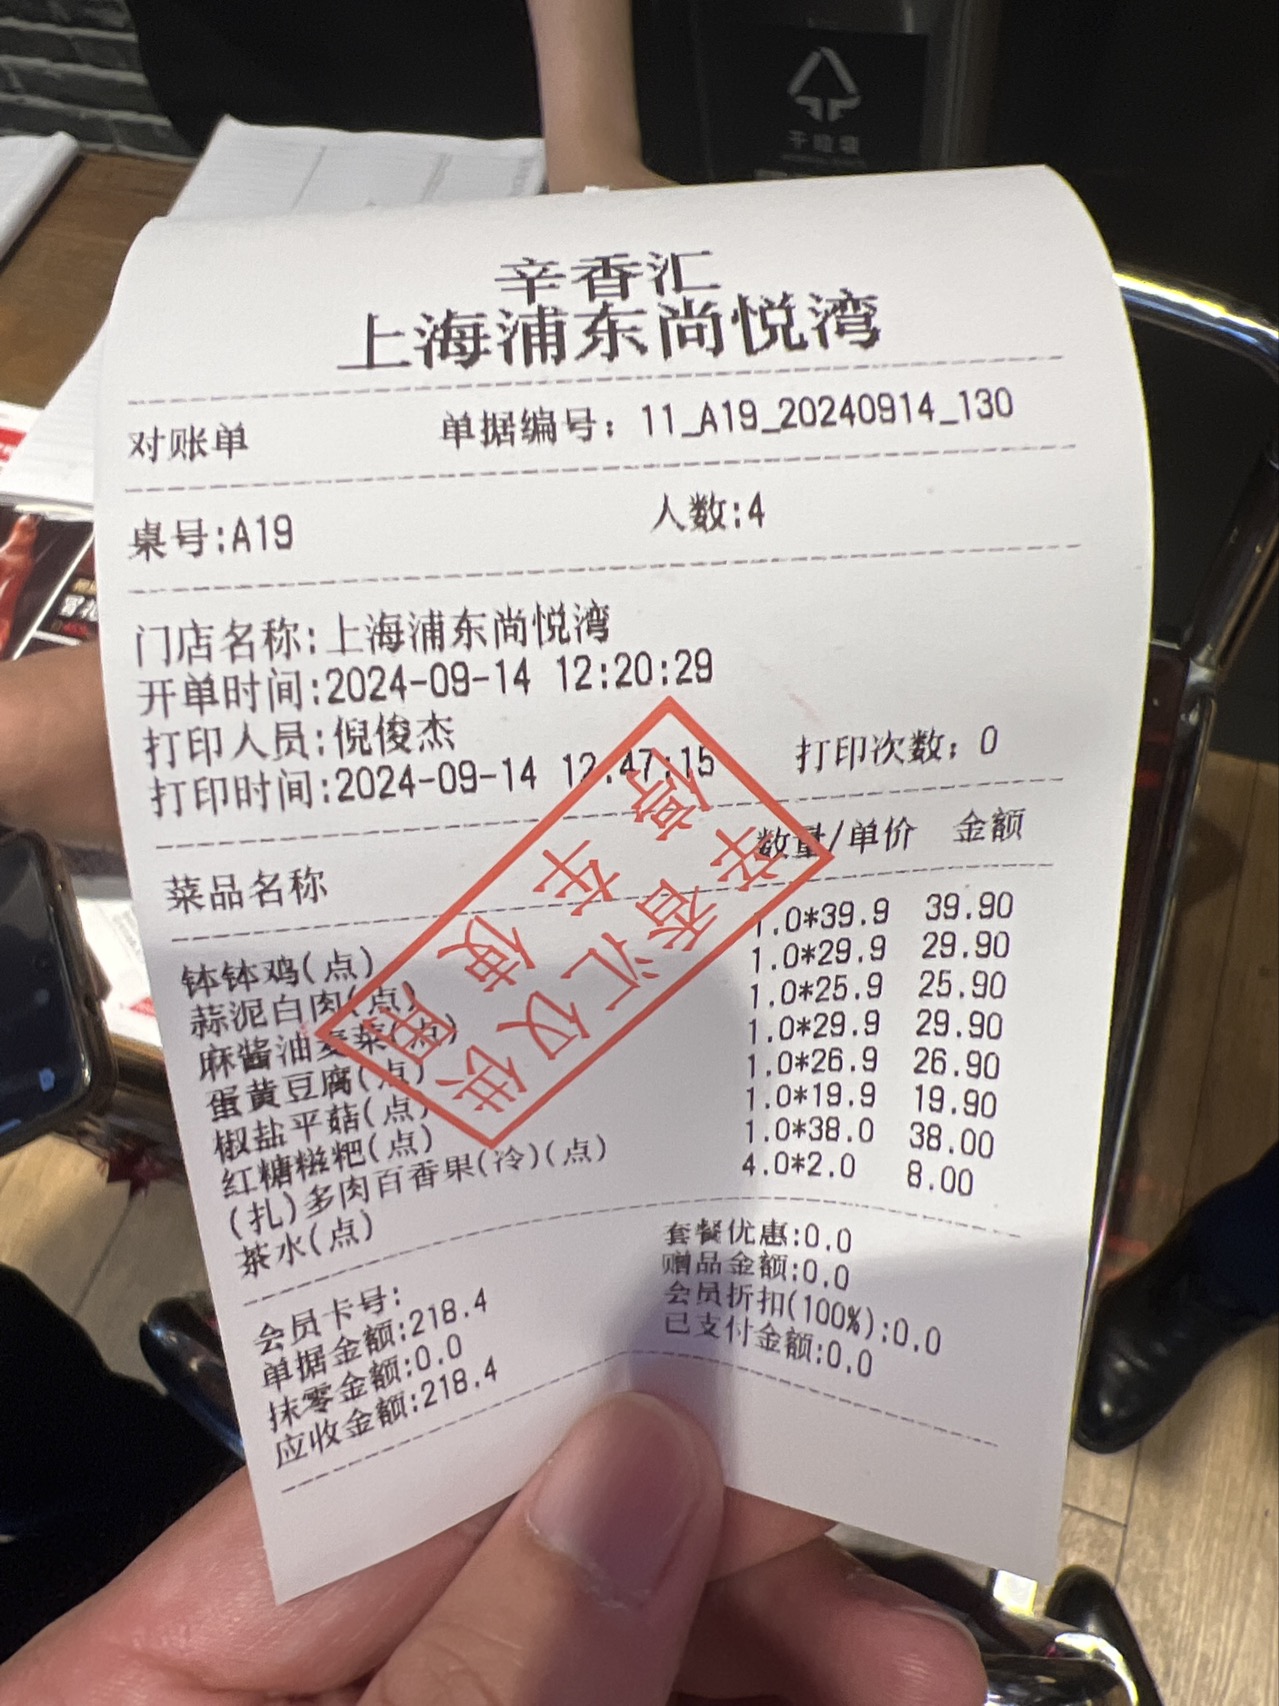 干垃圾
辛香汇
上海浦东尚悦湾
对账单 单据编号：11_A19_20240914_130
桌号:A19 人数:4
门店名称:上海浦东尚悦湾
开单时间:2024-09-14 12:20:29
打印人员:倪俊杰
打印时间:2024-09-14 12:47:15 打印次数：0
菜品名称 数量/单价 金额
钵钵鸡(点) 1.0*39.9 39.90
蒜泥白肉(点) 1.0*29.9 29.90
麻酱油麦菜(点) 1.0*25.9 25.90
蛋黄豆腐(点) 1.0*29.9 29.90
椒盐平菇(点) 1.0*26.9 26.90
红糖糍粑(点) 1.0*19.9 19.90
(扎)多肉百香果(冷)(点) 1.0*38.0 38.00
茶水(点) 4.0*2.0 8.00
辛香汇仅供
停车使用
会员卡号:
单据金额:218.4
抹零金额:0.0
应收金额:218.4
套餐优惠:0.0
赠品金额:0.0
会员折扣(100%):0.0
已支付金额:0.0